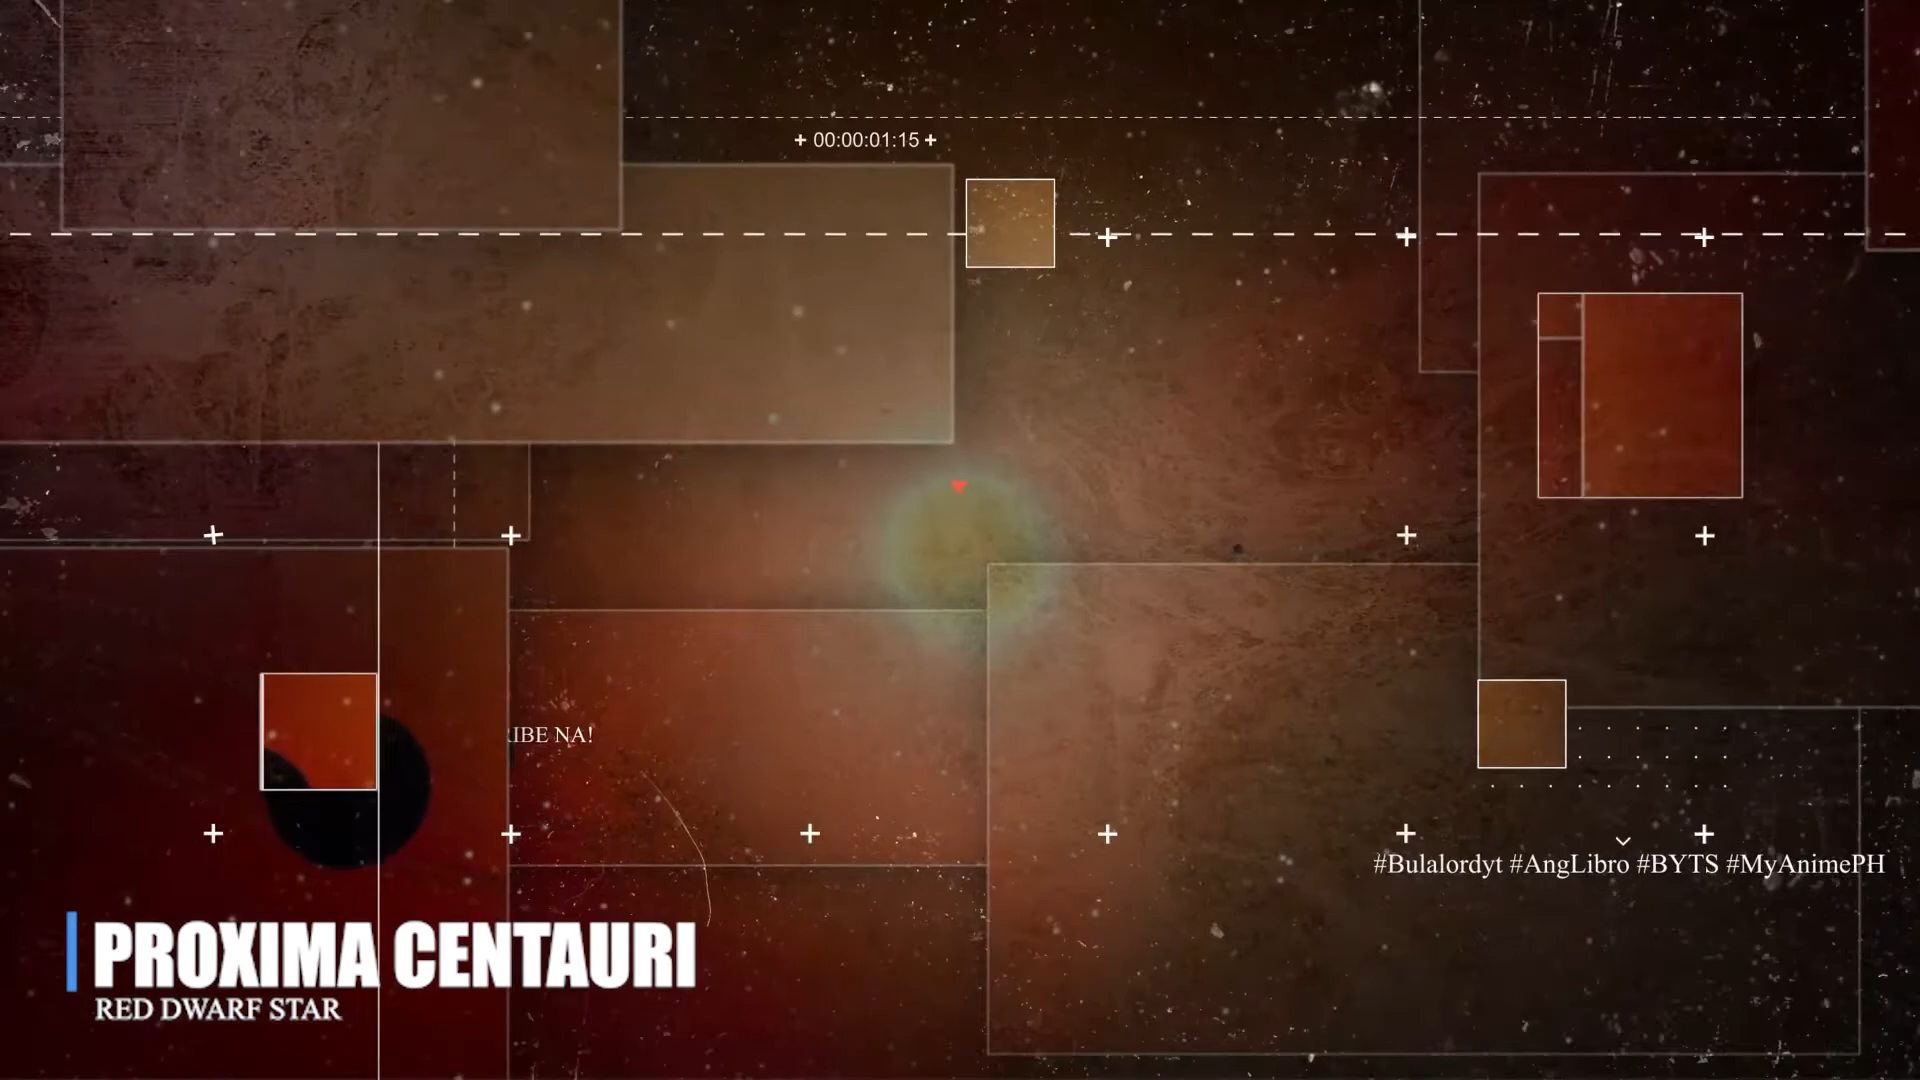 + 00:00:01:15 +
IBE NA!
#Bulalordyt #AngLibro #BYTS #MyAnimePH
PROXIMA CENTAURI
RED DWARF STAR